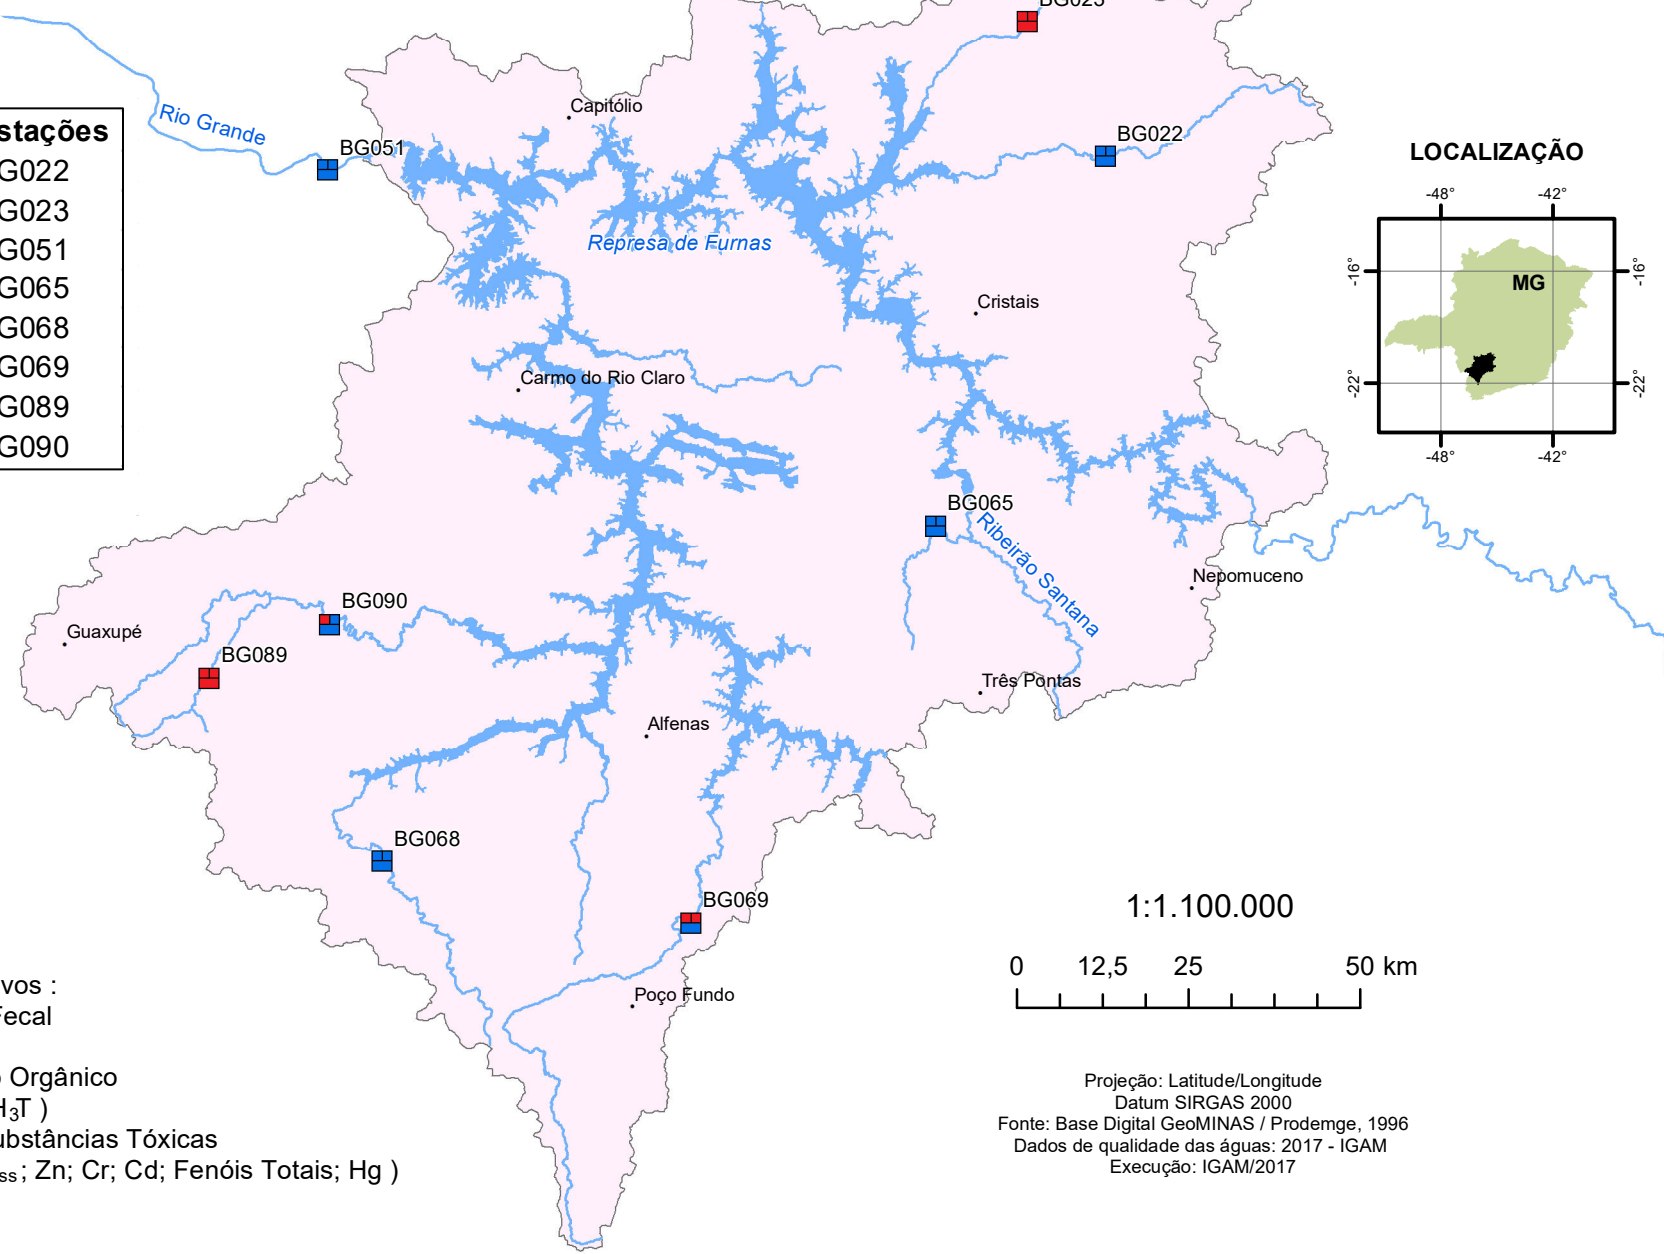 BG023
stações
G022
G023
G051
G065
G068
G069
G089
G090
Rio Grande
BG051
Capitólio
BG022
Represa de Furnas
Cristais
Carmo do Rio Claro
BG065
Ribeirão Santana
Nepomuceno
BG090
Guaxupé
BG089
Três Pontas
Alfenas
BG068
BG069
Poço Fundo
LOCALIZAÇÃO
-48° -42°
-16° MG -16°
-22° -22°
-48° -42°
1:1.100.000
0 12,5 25 50 km
Projeção: Latitude/Longitude
Datum SIRGAS 2000
Fonte: Base Digital GeoMINAS / Prodemge, 1996
Dados de qualidade das águas: 2017 - IGAM
Execução: IGAM/2017
vos :
Fecal
o Orgânico
H₃T )
ubstâncias Tóxicas
ss ; Zn; Cr; Cd; Fenóis Totais; Hg )